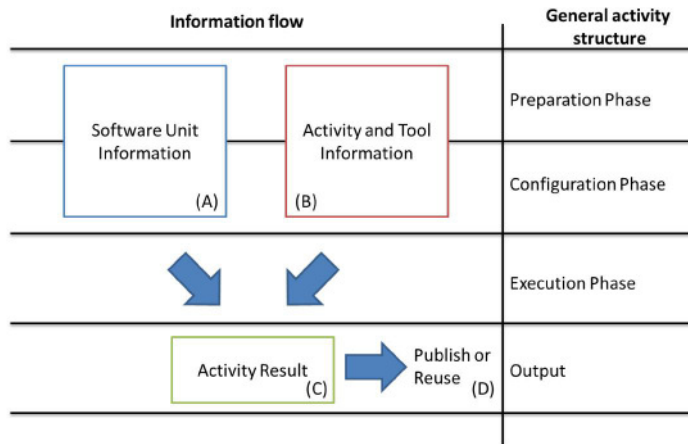 Information flow
General activity
structure
Software Unit
Information
(A)
Activity and Tool
Information
(B)
Preparation Phase
Configuration Phase
Execution Phase
Activity Result
(C)
Publish or
Reuse
(D)
Output